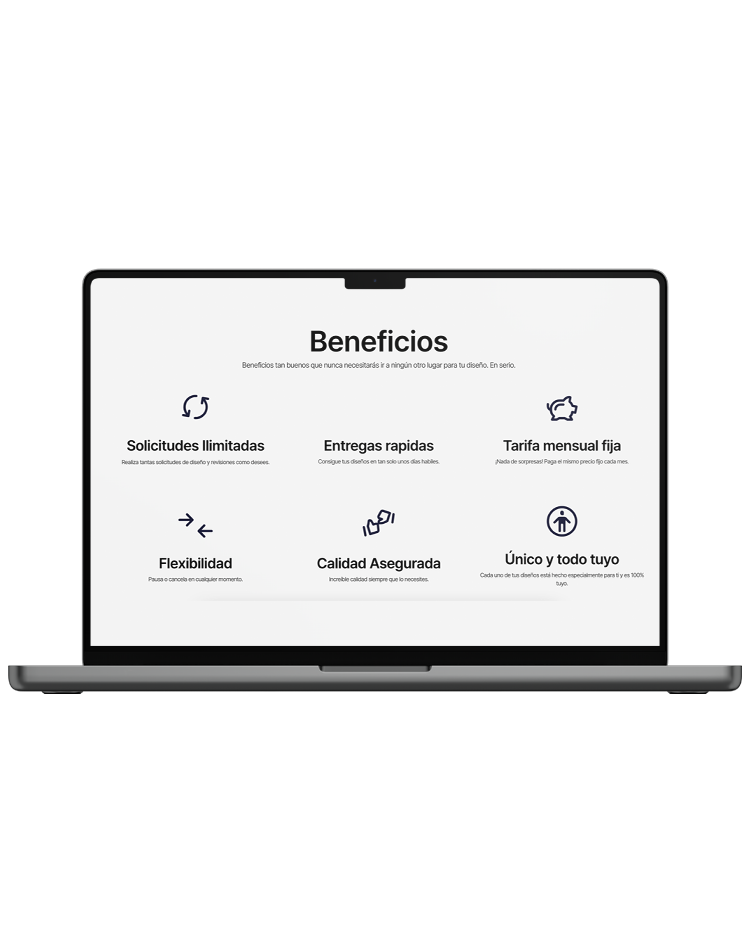 Beneficios
Beneficios tan buenos que nunca necesitarás ir a ningún otro lugar para tu diseño. En serio.
Solicitudes Ilimitadas
Realiza tantas solicitudes de diseño y revisiones como desees.
Entregas rapidas
Consigue tus diseños en tan solo unos días habiles.
Tarifa mensual fija
¡Nada de sorpresas! Paga el mismo precio fijo cada mes.
Flexibilidad
Pausa o cancela en cualquier momento.
Calidad Asegurada
Increíble calidad siempre que lo necesites.
Único y todo tuyo
Cada uno de tus diseños está hecho especialmente para ti y es 100%
tuyo.